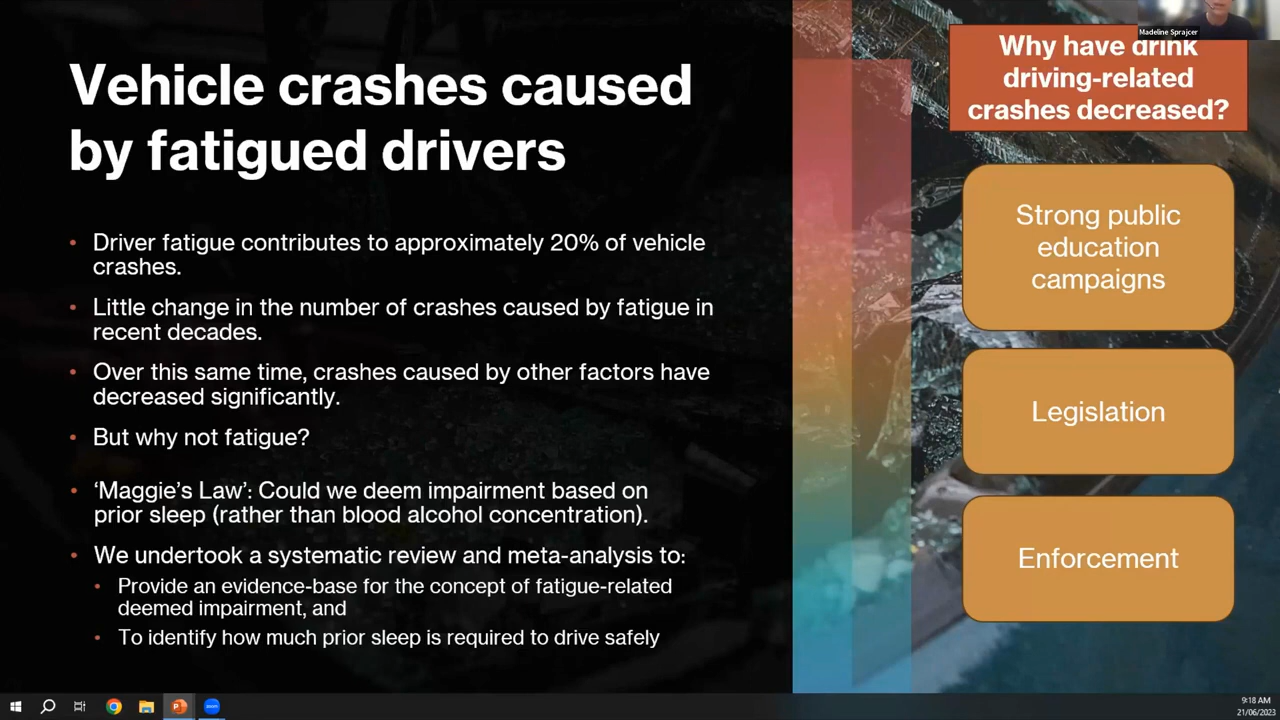 Vehicle crashes caused
by fatigued drivers
• Driver fatigue contributes to approximately 20% of vehicle
crashes.
• Little change in the number of crashes caused by fatigue in
recent decades.
• Over this same time, crashes caused by other factors have
decreased significantly.
• But why not fatigue?
• ‘Maggie’s Law’: Could we deem impairment based on
prior sleep (rather than blood alcohol concentration).
• We undertook a systematic review and meta-analysis to:
• Provide an evidence-base for the concept of fatigue-related
deemed impairment, and
• To identify how much prior sleep is required to drive safely
Madeline Sprajcer
Why have drink
driving-related
crashes decreased?
Strong public
education
campaigns
Legislation
Enforcement
zoom
9:18 AM
21/06/2023